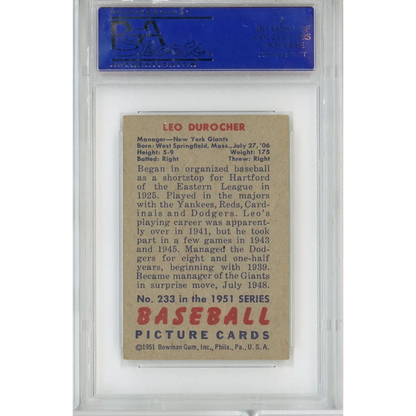 PSA
LEO DUROCHER
Manager—New York Giants
Born: West Springfield, Mass., July 27, '06
Height: 5-9 Weight: 175
Batted: Right Threw: Right
Began in organized baseball
as a shortstop for Hartford
of the Eastern League in
1925. Played in the majors
with the Yankees, Reds, Card-
inals and Dodgers. Leo's
playing career was apparent-
ly over in 1941, but he took
part in a few games in 1943
and 1945. Managed the Dod-
gers for eight and one-half
years, beginning with 1939.
Became manager of the Giants
in surprise move, July 1948.
No. 233 in the 1951 SERIES
BASEBALL
PICTURE CARDS
©1951 Bowman Gum, Inc., Phila., Pa., U. S. A.